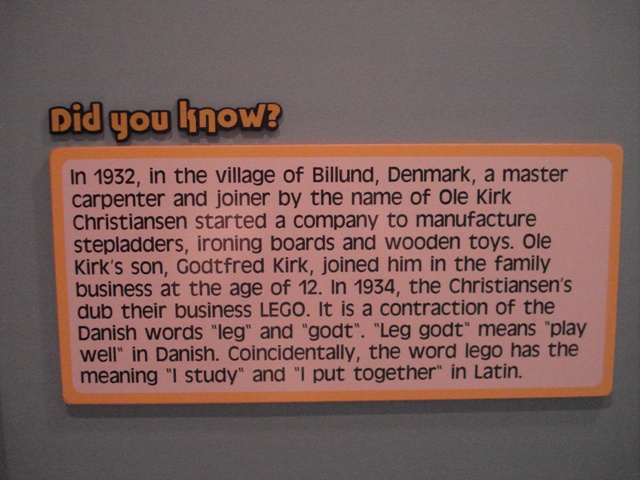 Did you know?
In 1932, in the village of Billund, Denmark, a master
carpenter and joiner by the name of Ole Kirk
Christiansen started a company to manufacture
stepladders, ironing boards and wooden toys. Ole
Kirk's son, Godtfred Kirk, joined him in the family
business at the age of 12. In 1934, the Christiansen's
dub their business LEGO. It is a contraction of the
Danish words "leg" and "godt". "Leg godt" means "play
well" in Danish. Coincidentally, the word lego has the
meaning "I study" and "I put together" in Latin.